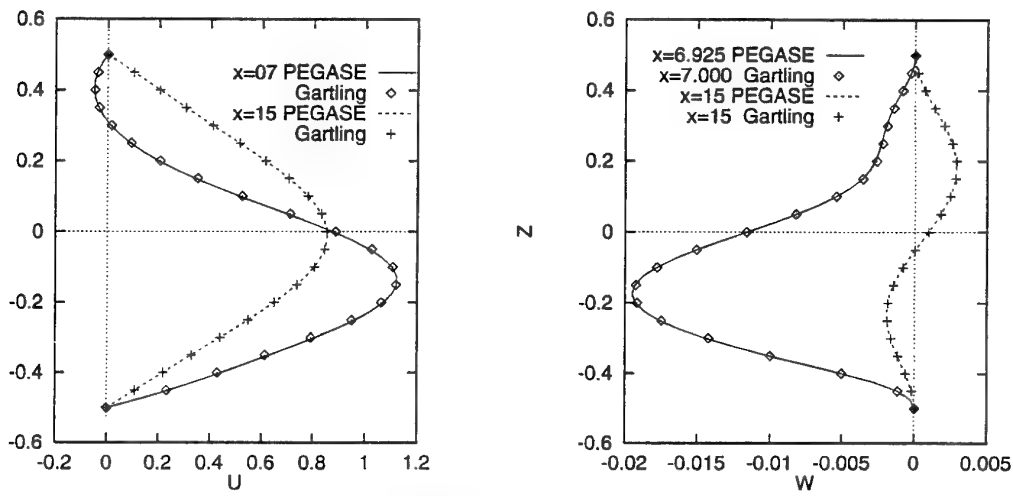 0.6
0.4
0.2
0
-0.2
-0.4
-0.6
-0.2 0 0.2 0.4 0.6 0.8 1 1.2
U
x=07 PEGASE
Gartling
x=15 PEGASE
Gartling
Z
0.6
0.4
0.2
0
-0.2
-0.4
-0.6
-0.02 -0.015 -0.01 -0.005 0 0.005
W
x=6.925 PEGASE
x=7.000 Gartling
x=15 PEGASE
x=15 Gartling